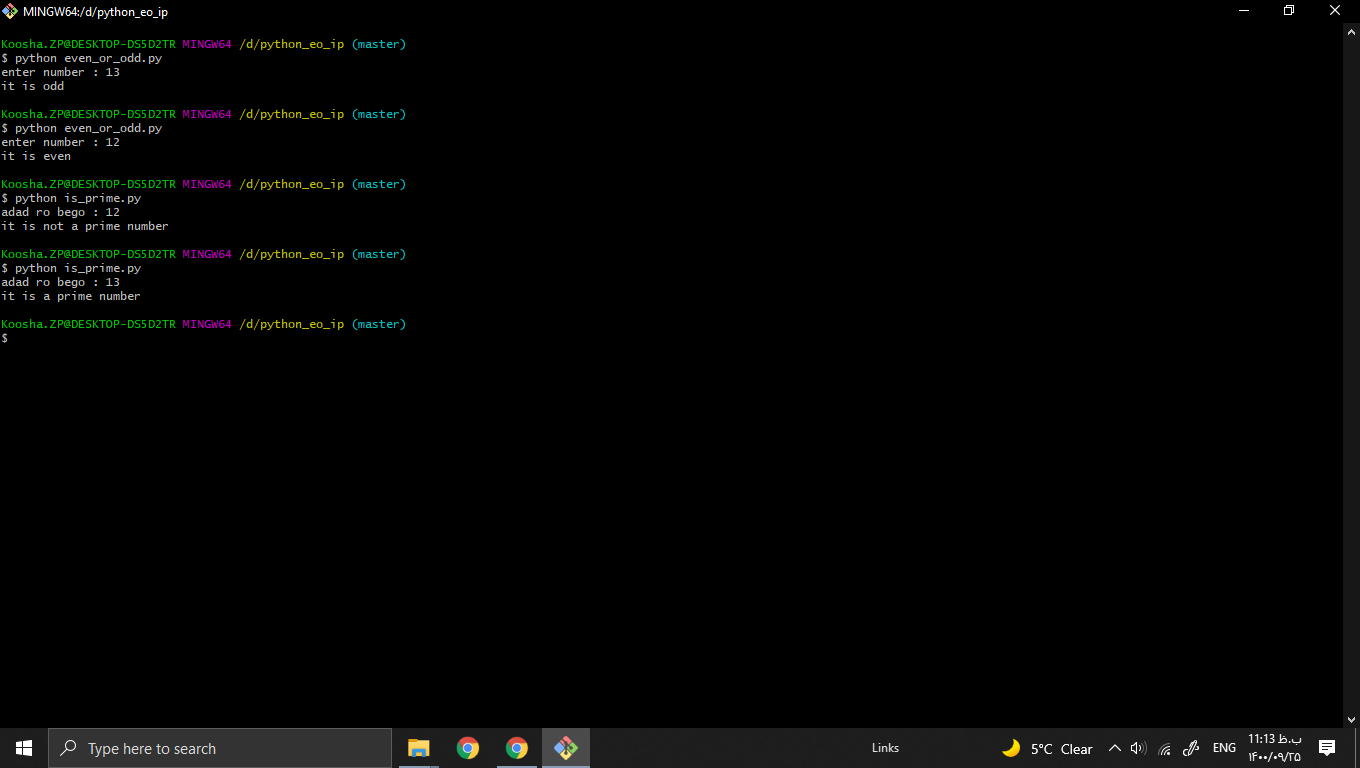 MINGW64:/d/python_eo_ip
Koosha.ZP@DESKTOP-DS5D2TR MINGW64 /d/python_eo_ip (master)
$ python even_or_odd.py
enter number : 13
it is odd
Koosha.ZP@DESKTOP-DS5D2TR MINGW64 /d/python_eo_ip (master)
$ python even_or_odd.py
enter number : 12
it is even
Koosha.ZP@DESKTOP-DS5D2TR MINGW64 /d/python_eo_ip (master)
$ python is_prime.py
adad ro bego : 12
it is not a prime number
Koosha.ZP@DESKTOP-DS5D2TR MINGW64 /d/python_eo_ip (master)
$ python is_prime.py
adad ro bego : 13
it is a prime number
Koosha.ZP@DESKTOP-DS5D2TR MINGW64 /d/python_eo_ip (master)
$
Type here to search
Links
5°C Clear
ENG
11:13 ب.ظ
۱۴۰۰/۰۹/۲۵